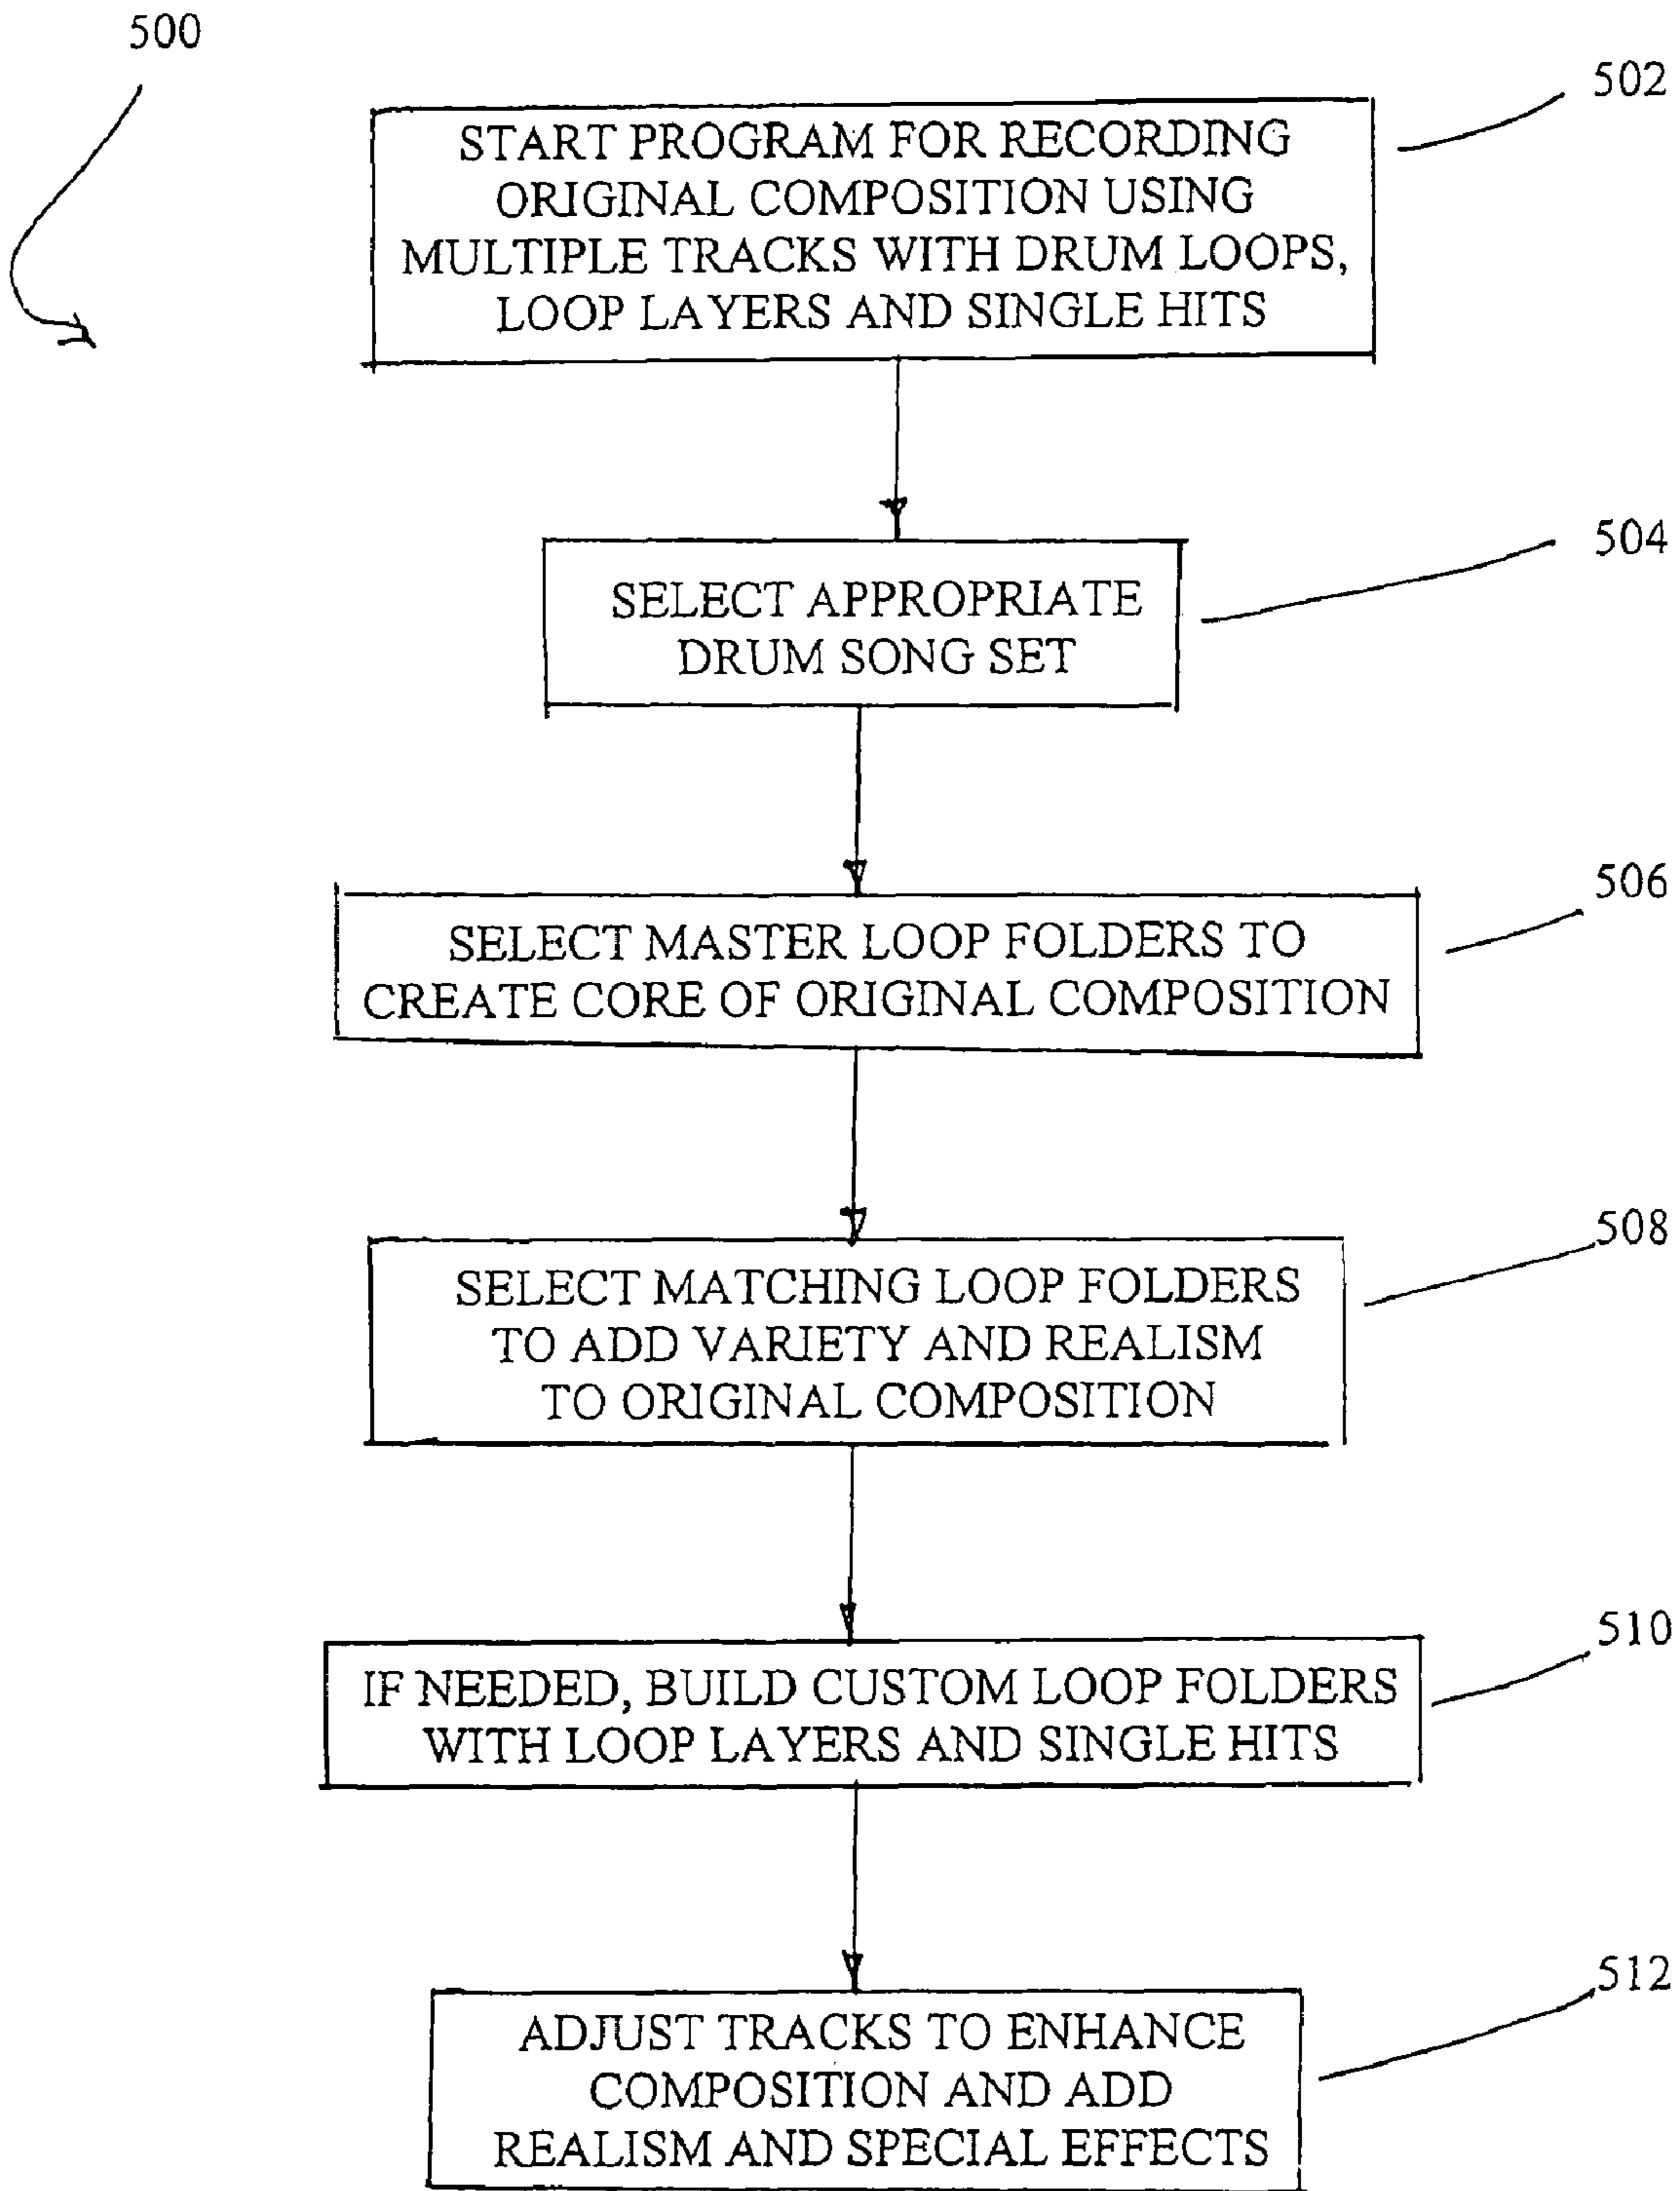 500
502
START PROGRAM FOR RECORDING
ORIGINAL COMPOSITION USING
MULTIPLE TRACKS WITH DRUM LOOPS,
LOOP LAYERS AND SINGLE HITS
504
SELECT APPROPRIATE
DRUM SONG SET
506
SELECT MASTER LOOP FOLDERS TO
CREATE CORE OF ORIGINAL COMPOSITION
508
SELECT MATCHING LOOP FOLDERS
TO ADD VARIETY AND REALISM
TO ORIGINAL COMPOSITION
510
IF NEEDED, BUILD CUSTOM LOOP FOLDERS
WITH LOOP LAYERS AND SINGLE HITS
512
ADJUST TRACKS TO ENHANCE
COMPOSITION AND ADD
REALISM AND SPECIAL EFFECTS